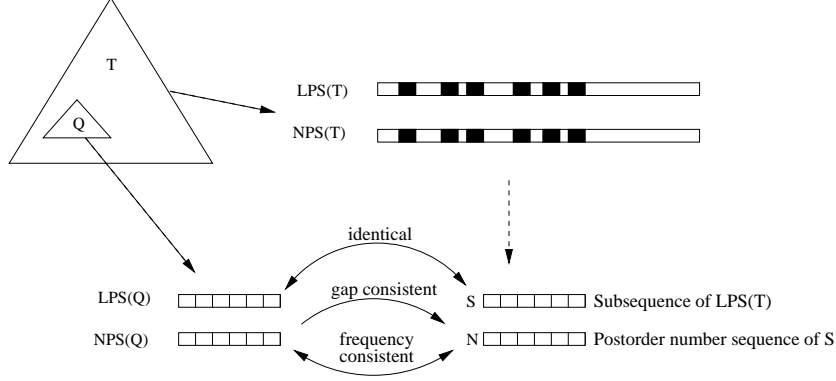 T
Q
LPS(T)
NPS(T)
identical
LPS(Q)
gap consistent
S
Subsequence of LPS(T)
NPS(Q)
frequency
consistent
N
Postorder number sequence of S